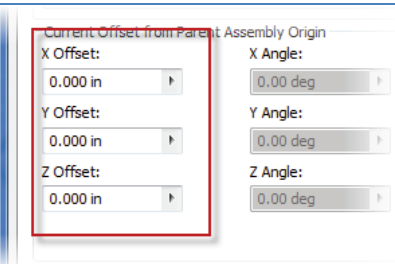 Current Offset from Parent Assembly Origin
X Offset: X Angle:
0.000 in 0.00 deg
Y Offset: Y Angle:
0.000 in 0.00 deg
Z Offset: Z Angle:
0.000 in 0.00 deg